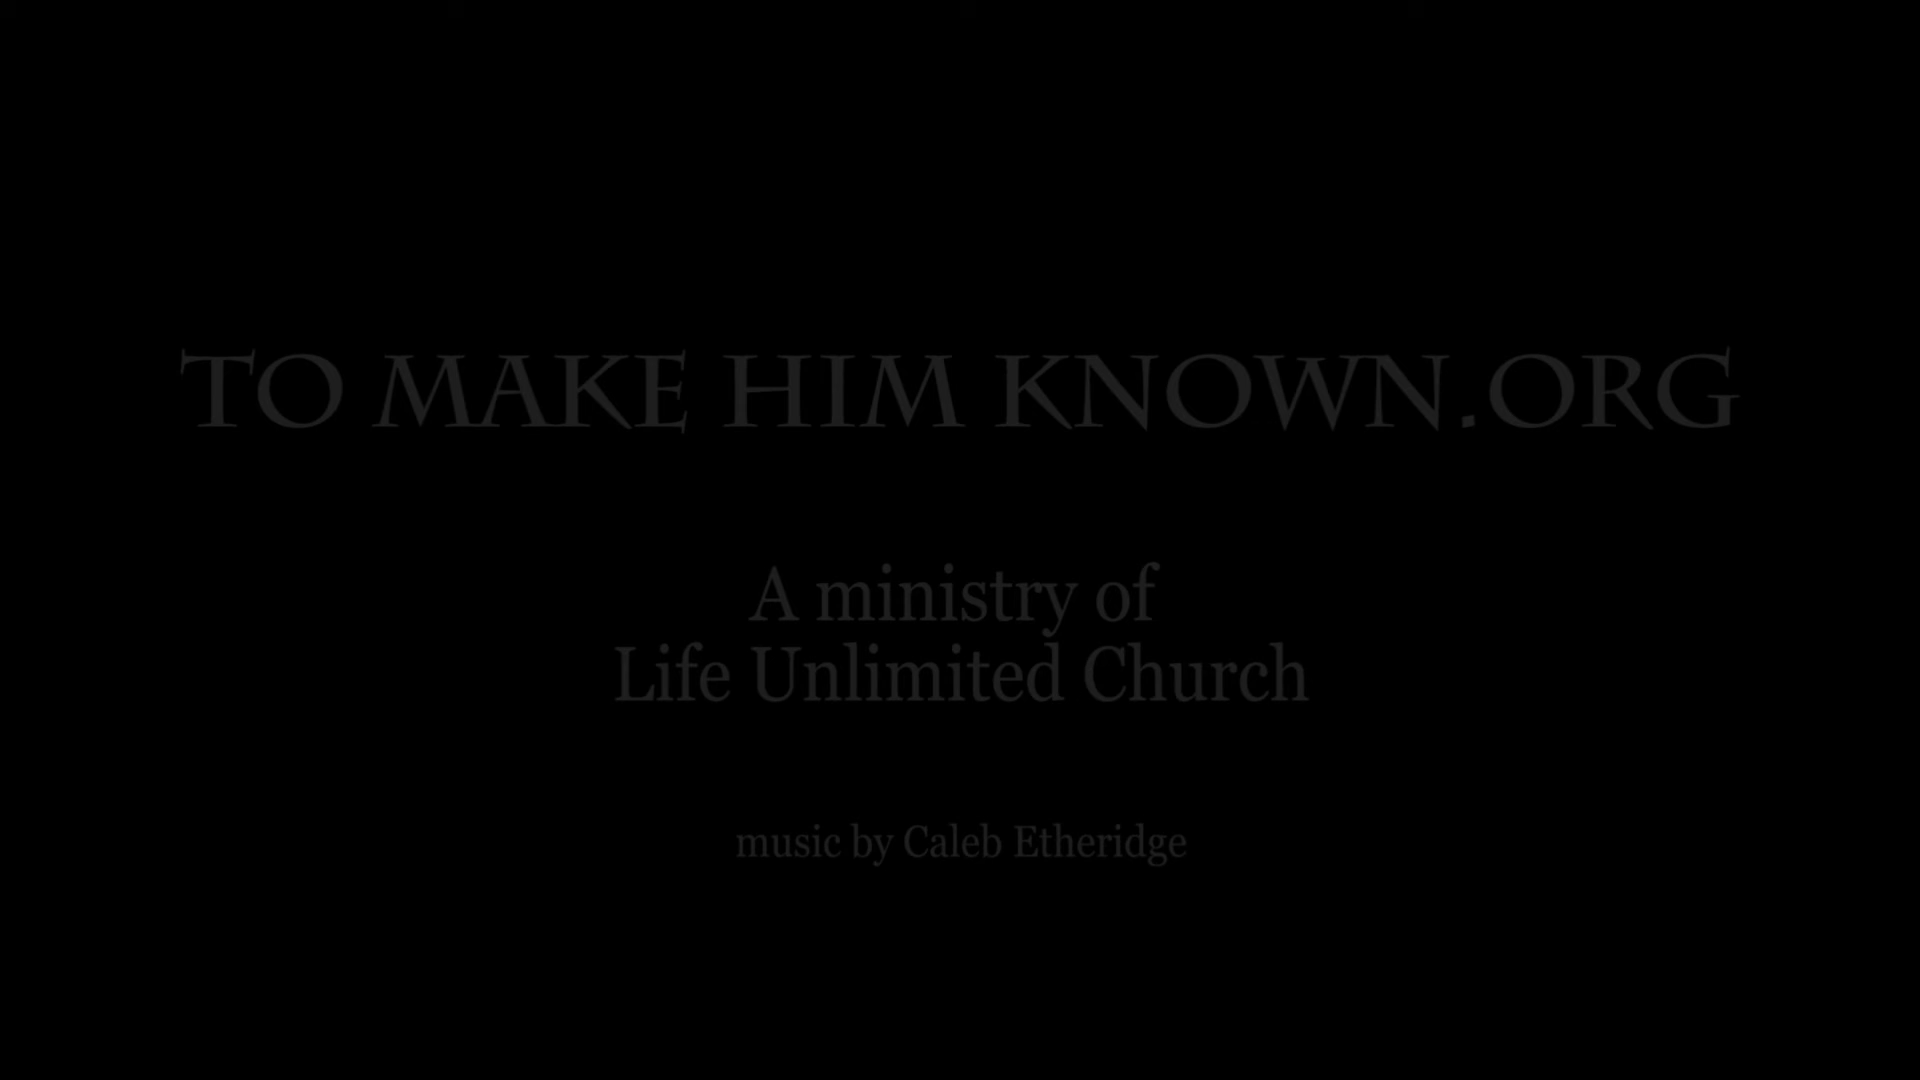 TO MAKE HIM KNOWN.ORG
A ministry of
Life Unlimited Church
music by Caleb Etheridge